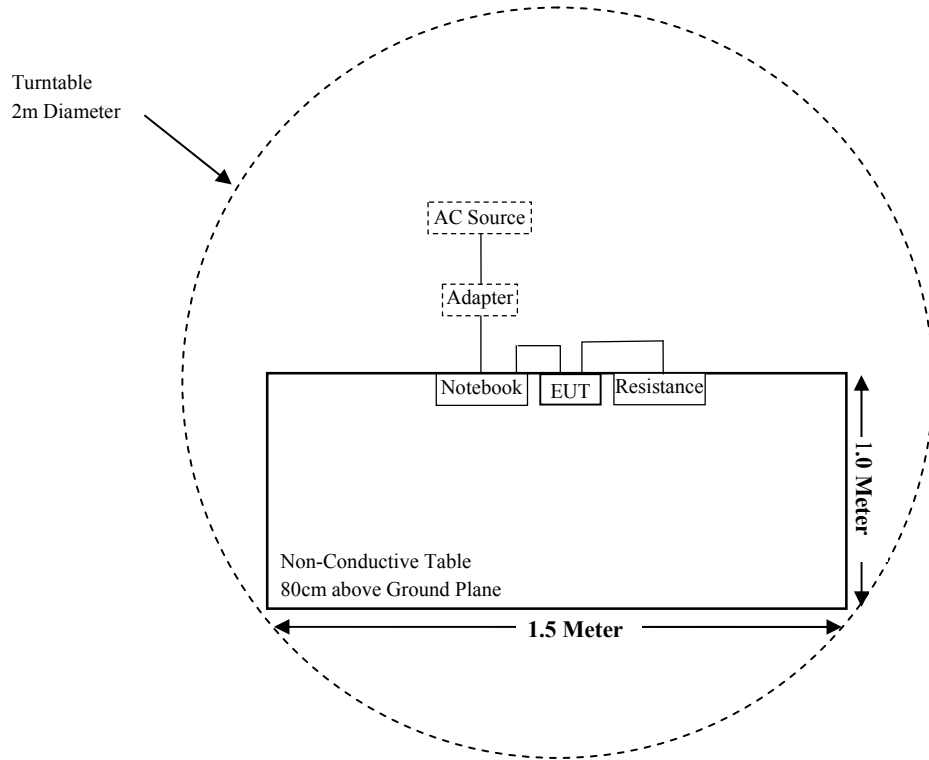 Turntable
2m Diameter
AC Source
Adapter
Notebook
EUT
Resistance
1.0 Meter
Non-Conductive Table
80cm above Ground Plane
1.5 Meter